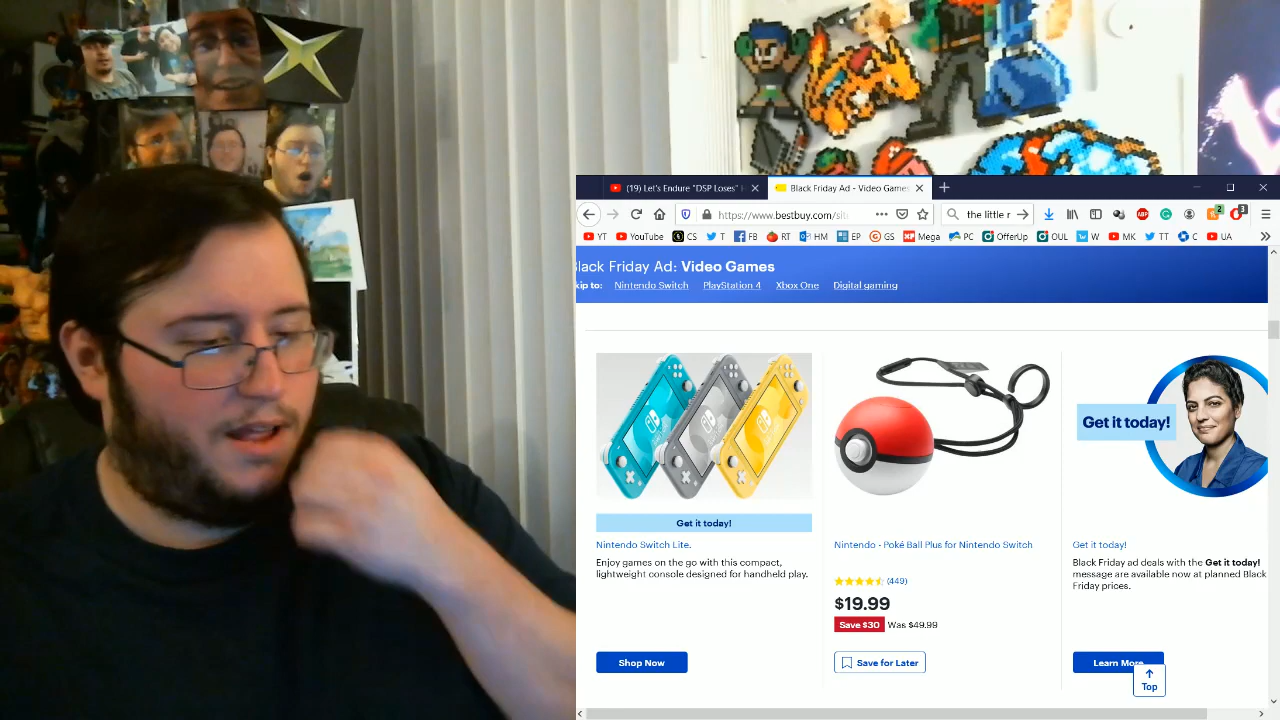 (19) Let's Endure "DSP Loses" H
Black Friday Ad - Video Games
https://www.bestbuy.com/sit
the little r
ABP
2
3
YT
YouTube
CS
T
FB
RT
HM
EP
GS
Mega
PC
OfferUp
OUL
W
MK
TT
C
UA
Black Friday Ad: Video Games
kip to:
Nintendo Switch
PlayStation 4
Xbox One
Digital gaming
Get it today!
Nintendo Switch Lite.
Enjoy games on the go with this compact,
lightweight console designed for handheld play.
Shop Now
Nintendo - Poké Ball Plus for Nintendo Switch
(449)
$19.99
Save $30 Was $49.99
Save for Later
Get it today!
Get it today!
Black Friday ad deals with the Get it today!
message are available now at planned Black
Friday prices.
Learn More
Top